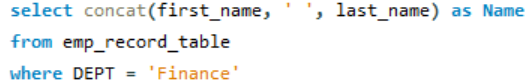 select concat(first_name, ' ', last_name) as Name
from emp_record_table
where DEPT = 'Finance'